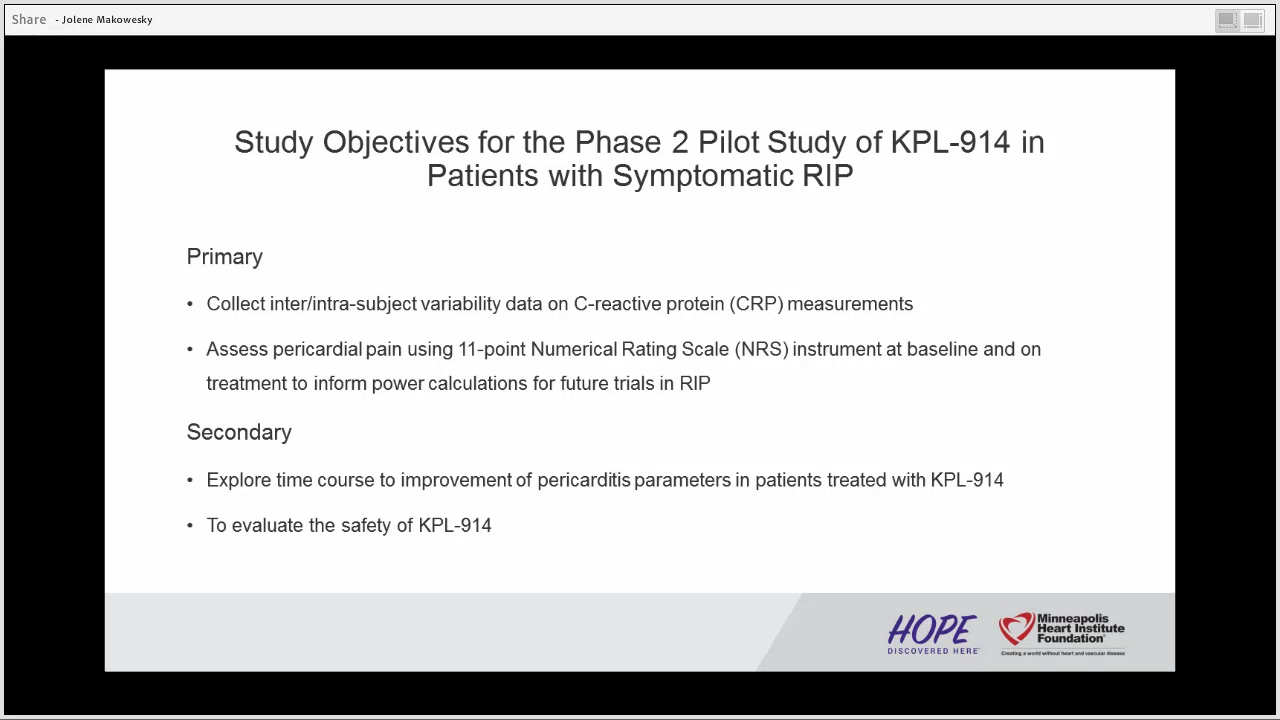 Share - Jolene Makowesky
Study Objectives for the Phase 2 Pilot Study of KPL-914 in
Patients with Symptomatic RIP
Primary
• Collect inter/intra-subject variability data on C-reactive protein (CRP) measurements
• Assess pericardial pain using 11-point Numerical Rating Scale (NRS) instrument at baseline and on
treatment to inform power calculations for future trials in RIP
Secondary
• Explore time course to improvement of pericarditis parameters in patients treated with KPL-914
• To evaluate the safety of KPL-914
HOPE
DISCOVERED HERE
Minneapolis
Heart Institute
Foundation
Creating a world without heart and vascular disease